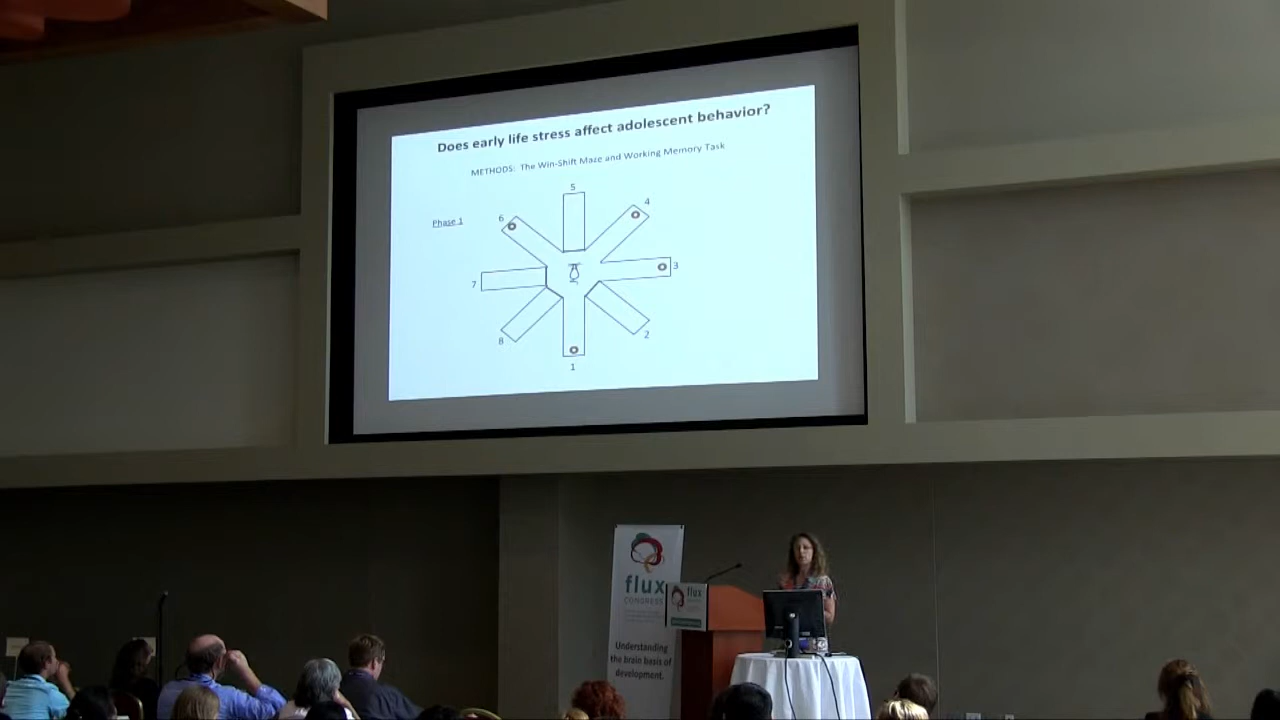 Does early life stress affect adolescent behavior?
METHODS: The Win-Shift Maze and Working Memory Task
Phase 1
5
6
4
7
3
8
2
1
flux
CONGRESS
flux
Understanding
the brain basis of
development.